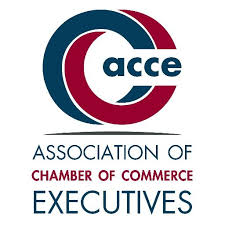 acce
ASSOCIATION OF
CHAMBER OF COMMERCE
EXECUTIVES